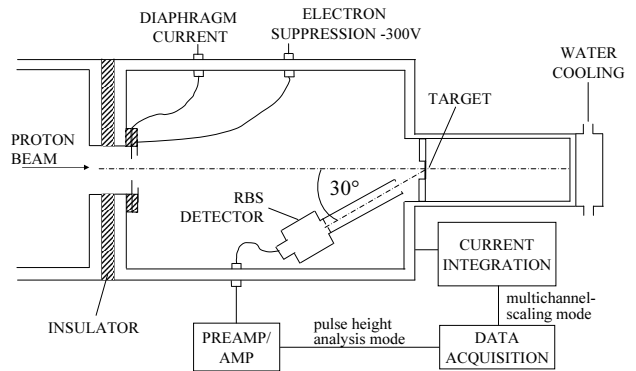 DIAPHRAGM
CURRENT
ELECTRON
SUPPRESSION -300V
WATER
COOLING
TARGET
PROTON
BEAM
30°
RBS
DETECTOR
CURRENT
INTEGRATION
multichannel-
scaling mode
INSULATOR
PREAMP/
AMP
pulse height
analysis mode
DATA
ACQUISITION